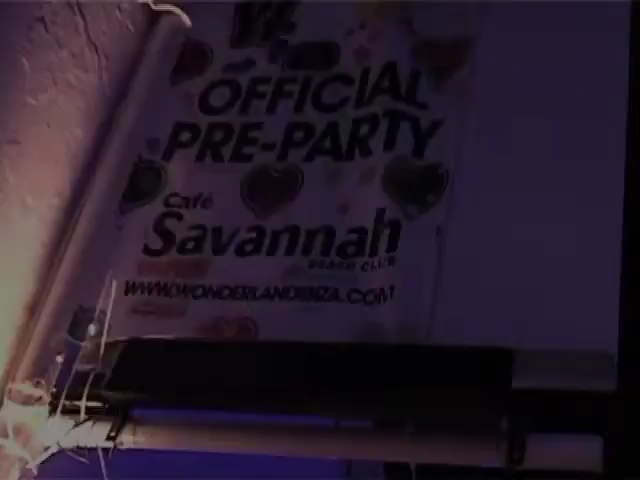 OFFICIAL
PRE-PARTY
Café
Savannah
BEACH CLUB
WWW.WONDERLANDIBIZA.COM